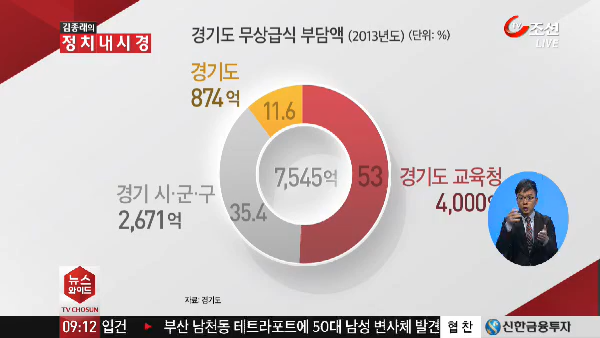 김종래의
정치내시경
경기도 무상급식 부담액 (2013년도) (단위: %)
TV조선
LIVE
경기도
874억
11.6
경기 시·군·구
2,671억
35.4
7,545억
53
경기도 교육청
4,000억
자료: 경기도
뉴스
와이드
TV CHOSUN
09:12 입건 ▶ 부산 남천동 테트라포트에 50대 남성 변사체 발견
협 찬 신한금융투자